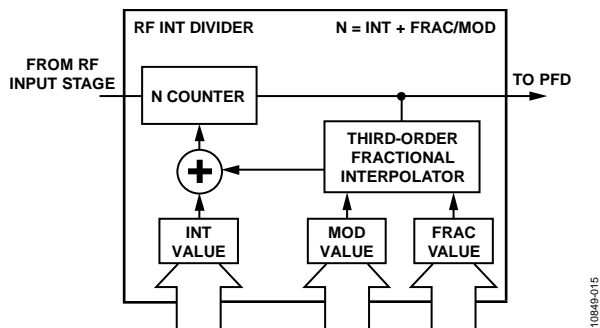 RF INT DIVIDER
N = INT + FRAC/MOD
FROM RF
INPUT STAGE
N COUNTER
TO PFD
THIRD-ORDER
FRACTIONAL
INTERPOLATOR
+
INT
VALUE
MOD
VALUE
FRAC
VALUE
10849-015